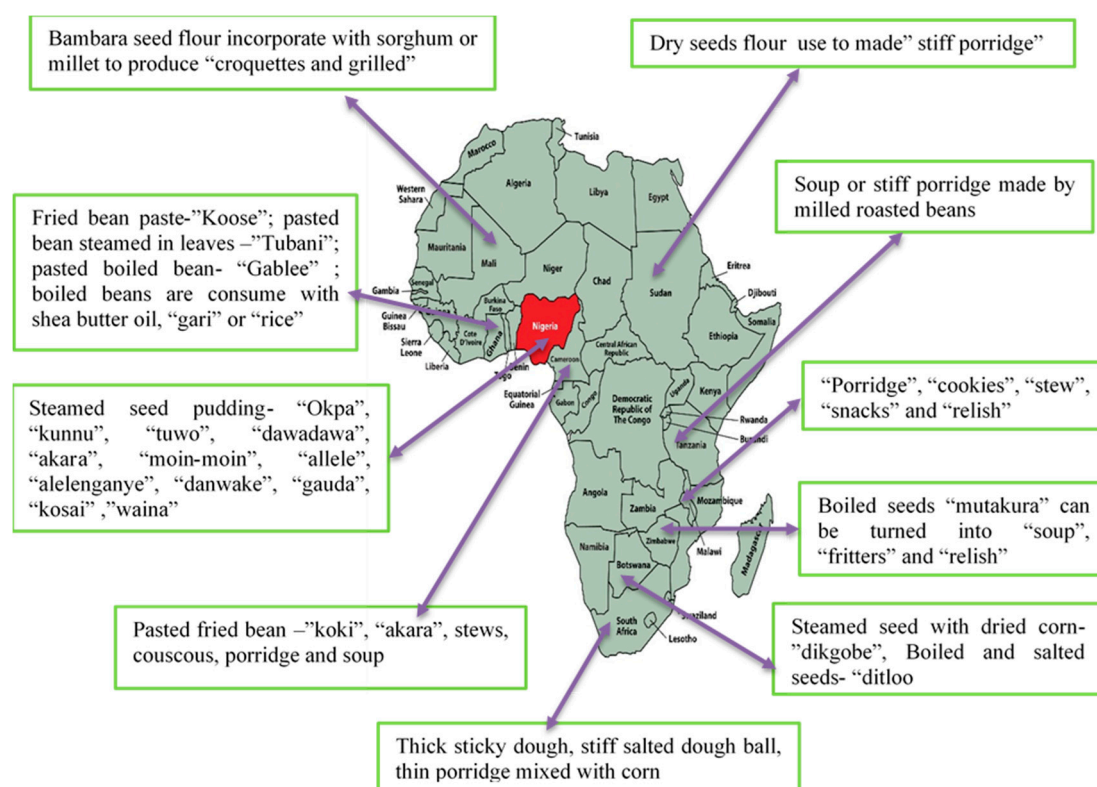 Bambara seed flour incorporate with sorghum or
millet to produce “croquettes and grilled”
Dry seeds flour use to made” stiff porridge”
Soup or stiff porridge made by
milled roasted beans
Fried bean paste-”Koose”; pasted
bean steamed in leaves –”Tubani”;
pasted boiled bean- “Gablee” ;
boiled beans are consume with
shea butter oil, “gari” or “rice”
Steamed seed pudding- “Okpa”,
“kunnu”, “tuwo”, “dawadawa”,
“akara”, “moin-moin”, “allele”,
“alelenganye”, “danwake”, “gauda”,
“kosai” ,”waina”
“Porridge”, “cookies”, “stew”,
“snacks” and “relish”
Boiled seeds “mutakura” can
be turned into “soup”,
“fritters” and “relish”
Pasted fried bean –”koki”, “akara”, stews,
couscous, porridge and soup
Steamed seed with dried corn-
”dikgobe”, Boiled and salted
seeds- “ditloo
Thick sticky dough, stiff salted dough ball,
thin porridge mixed with corn
Tunisia
Marocco
Algeria
Libya
Egypt
Western
Sahara
Mauritania
Mali
Niger
Chad
Sudan
Eritrea
Djibouti
Senegal
Gambia
Guinea
Bissau
Burkina
Faso
Sierra
Leone
Cote
D'Ivoire
Ghana
Liberia
Togo
Nigeria
Cameroon
Central African
Republic
Ethiopia
Somalia
Equatorial
Guinea
Gabon
Congo
Democratic
Republic of
The Congo
Uganda
Kenya
Rwanda
Burundi
Tanzania
Angola
Zambia
Mozambique
Malawi
Zimbabwe
Madagascar
Namibia
Botswana
South
Africa
Lesotho